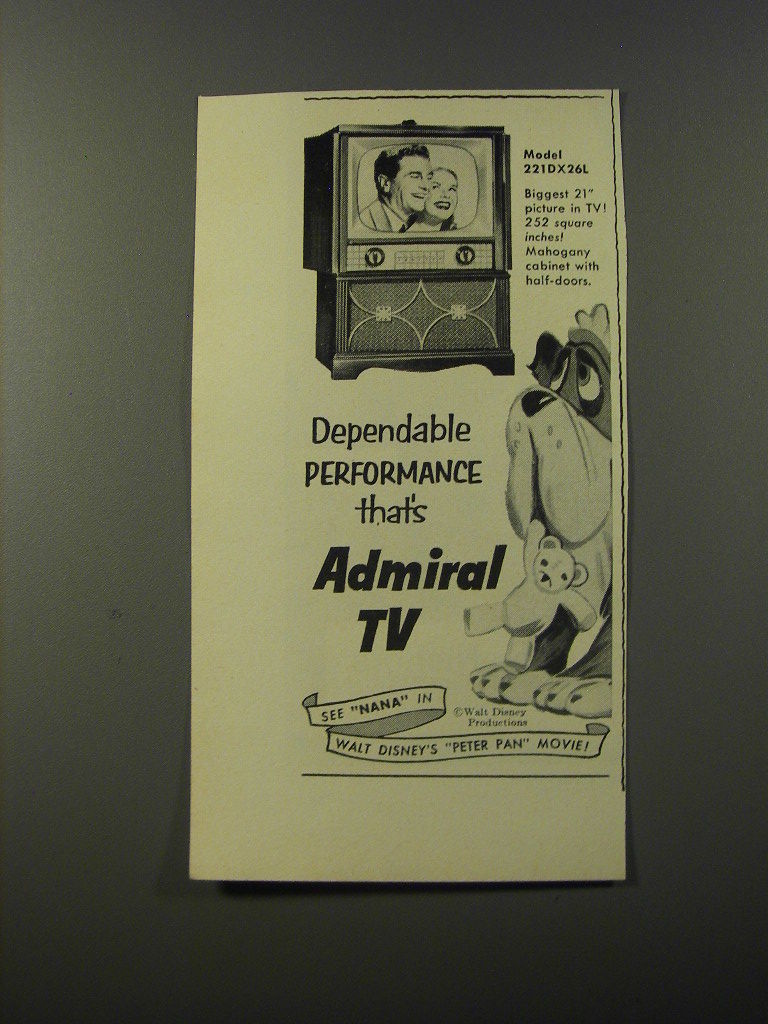 Model
221DX26L
Biggest 21"
picture in TV!
252 square
inches!
Mahogany
cabinet with
half-doors.
Dependable
PERFORMANCE
that's
Admiral
TV
SEE "NANA" IN
©Walt Disney
Productions
WALT DISNEY'S "PETER PAN" MOVIE!